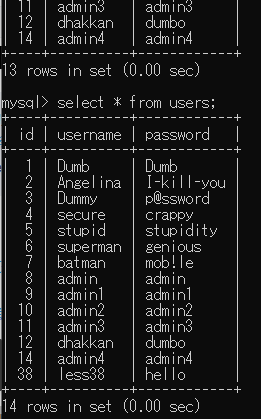 | 11 | admin3 | admin3 |
| 12 | dhakkan | dumbo |
| 14 | admin4 | admin4 |
+----+----------+------------+
13 rows in set (0.00 sec)
mysql> select * from users;
+----+----------+------------+
| id | username | password |
+----+----------+------------+
| 1 | Dumb | Dumb |
| 2 | Angelina | I-kill-you |
| 3 | Dummy | p@ssword |
| 4 | secure | crappy |
| 5 | stupid | stupidity |
| 6 | superman | genious |
| 7 | batman | mob!le |
| 8 | admin | admin |
| 9 | admin1 | admin1 |
| 10 | admin2 | admin2 |
| 11 | admin3 | admin3 |
| 12 | dhakkan | dumbo |
| 14 | admin4 | admin4 |
| 38 | less38 | hello |
+----+----------+------------+
14 rows in set (0.00 sec)